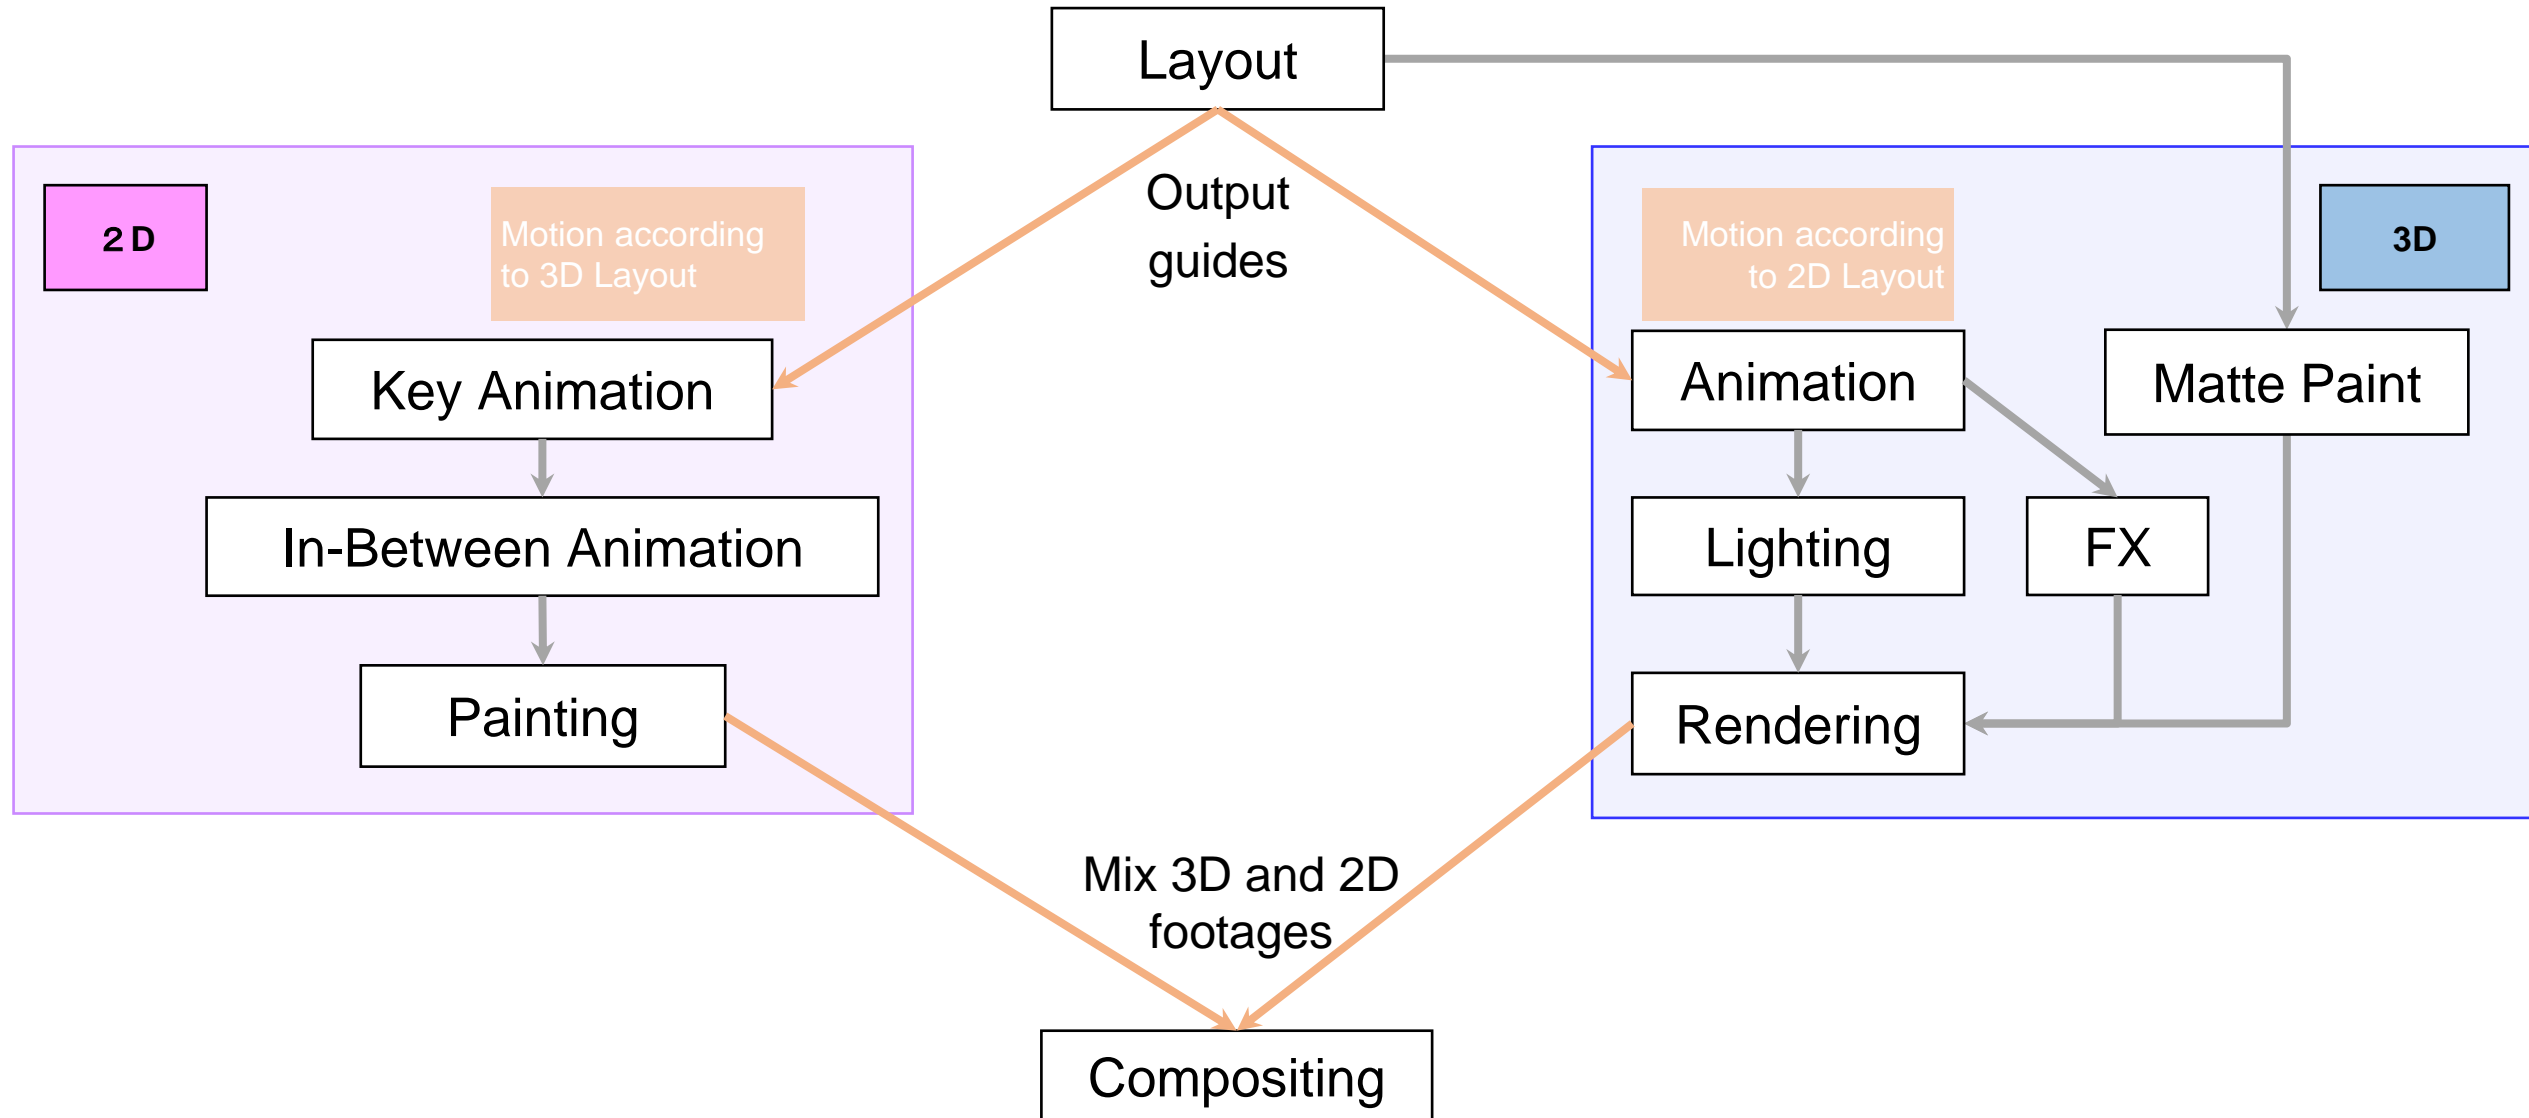 Layout
Output
guides
２D
Motion according
to 3D Layout
Key Animation
In-Between Animation
Painting
Motion according
to 2D Layout
3D
Animation
Matte Paint
Lighting
FX
Rendering
Mix 3D and 2D
footages
Compositing